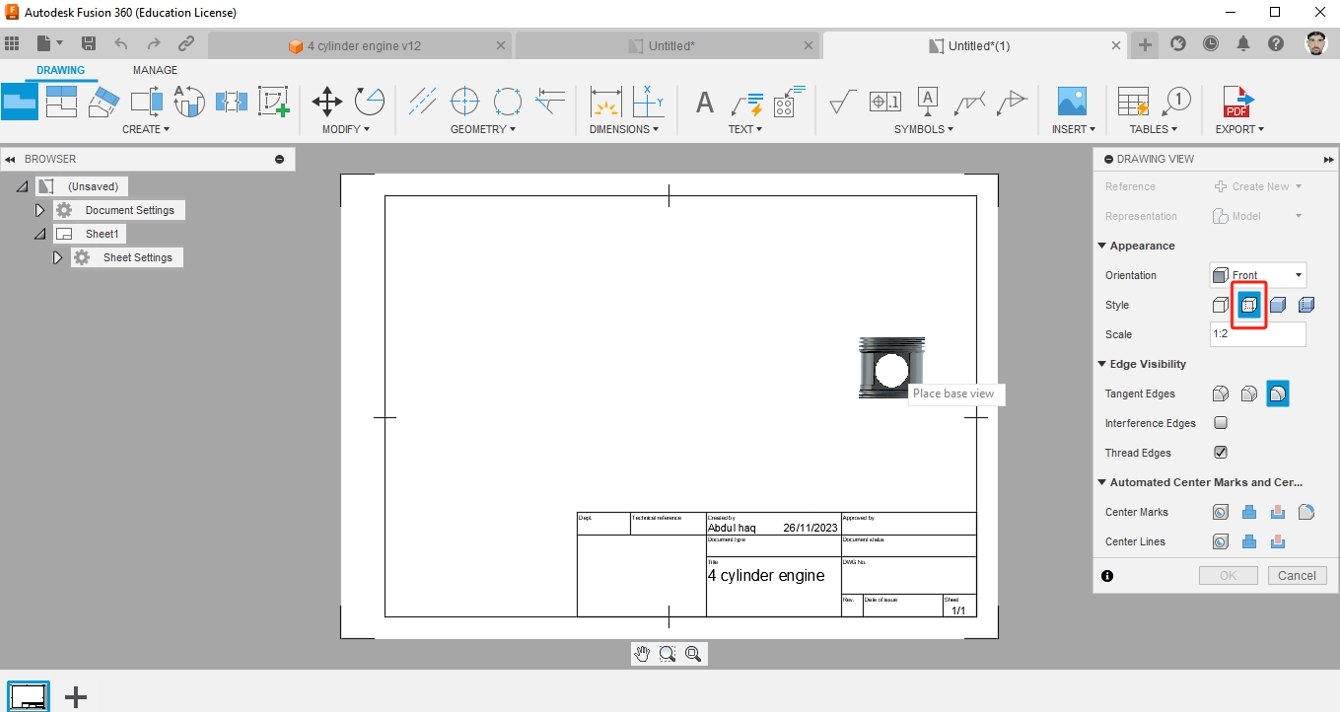 Autodesk Fusion 360 (Education License)
4 cylinder engine v12
Untitled*
Untitled*(1)
DRAWING
MANAGE
CREATE
MODIFY
GEOMETRY
DIMENSIONS
TEXT
SYMBOLS
INSERT
TABLES
PDF
EXPORT
BROWSER
(Unsaved)
Document Settings
Sheet1
Sheet Settings
Place base view
Dept.
Technical reference
Created by
Approved by
Abdul haq 26/11/2023
Document type
Document status
Title
DWG No.
4 cylinder engine
Rev.
Date of issue
Sheet
1/1
DRAWING VIEW
Reference
Create New
Representation
Model
Appearance
Orientation
Front
Style
Scale
1:2
Edge Visibility
Tangent Edges
Interference Edges
Thread Edges
Automated Center Marks and Cer...
Center Marks
Center Lines
OK
Cancel